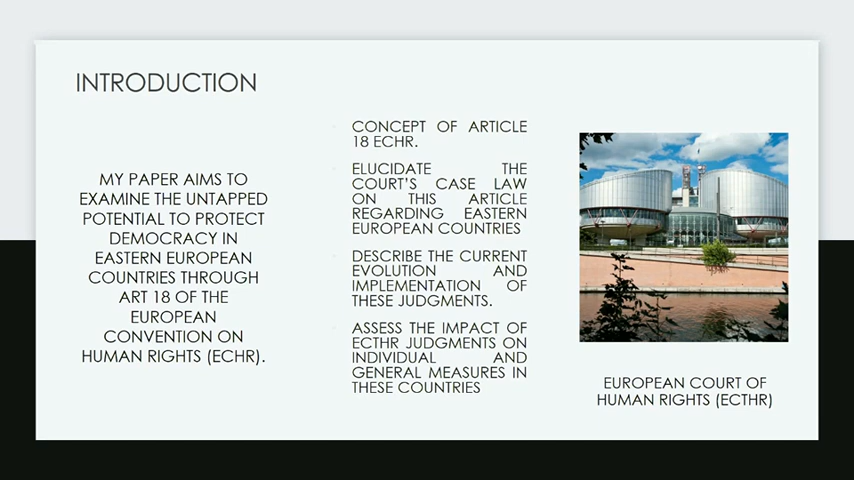 INTRODUCTION
MY PAPER AIMS TO
EXAMINE THE UNTAPPED
POTENTIAL TO PROTECT
DEMOCRACY IN
EASTERN EUROPEAN
COUNTRIES THROUGH
ART 18 OF THE
EUROPEAN
CONVENTION ON
HUMAN RIGHTS (ECHR).
CONCEPT OF ARTICLE
18 ECHR.
ELUCIDATE THE
COURT'S CASE LAW
ON THIS ARTICLE
REGARDING EASTERN
EUROPEAN COUNTRIES
DESCRIBE THE CURRENT
EVOLUTION AND
IMPLEMENTATION OF
THESE JUDGMENTS.
ASSESS THE IMPACT OF
ECTHR JUDGMENTS ON
INDIVIDUAL AND
GENERAL MEASURES IN
THESE COUNTRIES
EUROPEAN COURT OF
HUMAN RIGHTS (ECTHR)